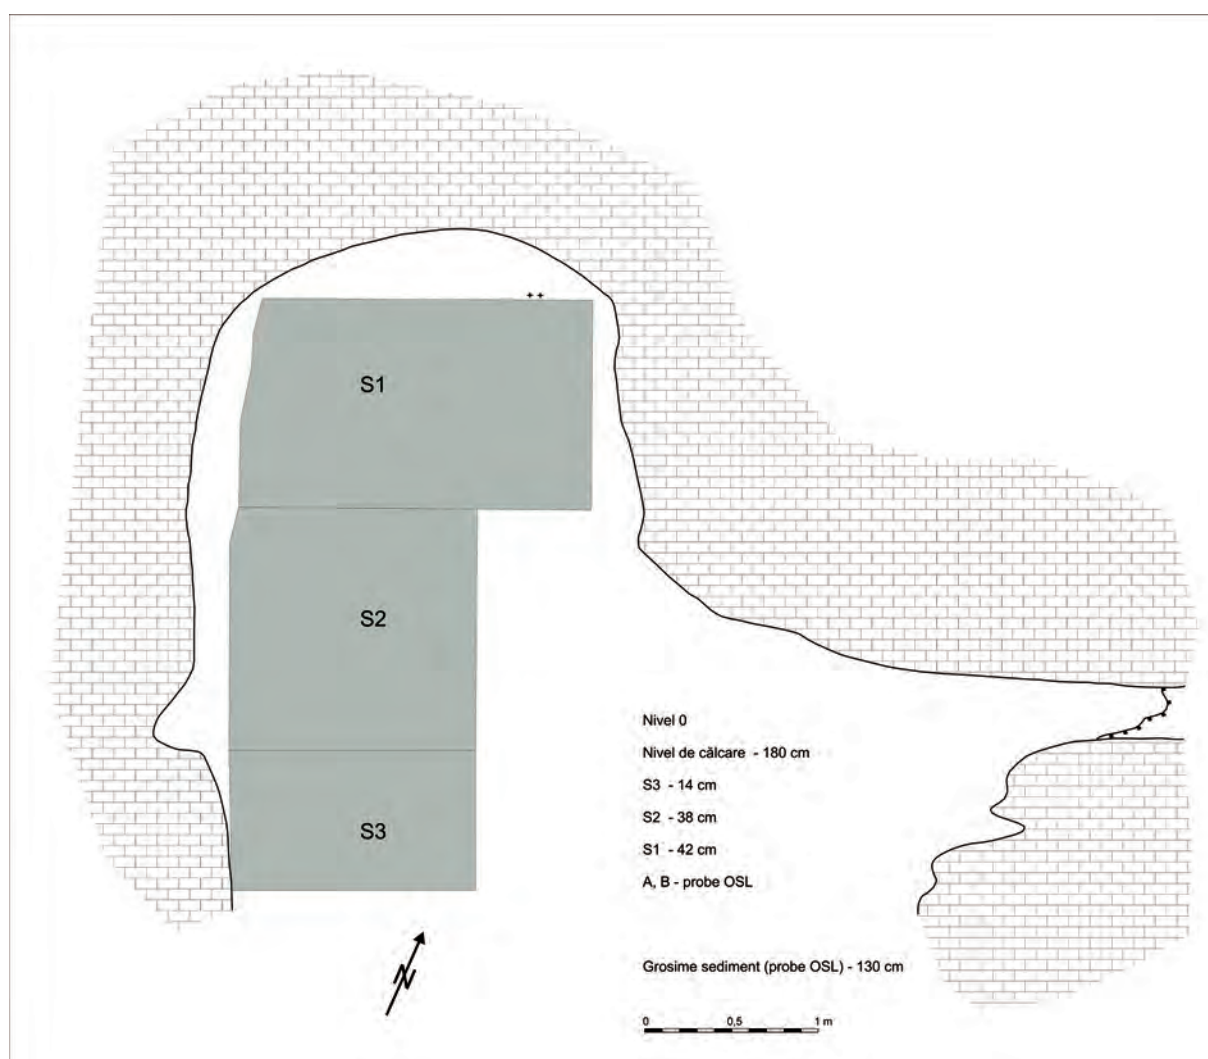 S1
S2
S3
Nivel 0
Nivel de călcare - 180 cm
S3 - 14 cm
S2 - 38 cm
S1 - 42 cm
A, B - probe OSL
Grosime sediment (probe OSL) - 130 cm
N
0 0,5 1 m